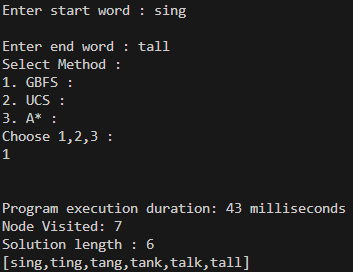 Enter start word : sing
Enter end word : tall
Select Method :
1. GBFS :
2. UCS :
3. A* :
Choose 1,2,3 :
1
Program execution duration: 43 milliseconds
Node Visited: 7
Solution length : 6
[sing,ting,tang,tank,talk,tall]